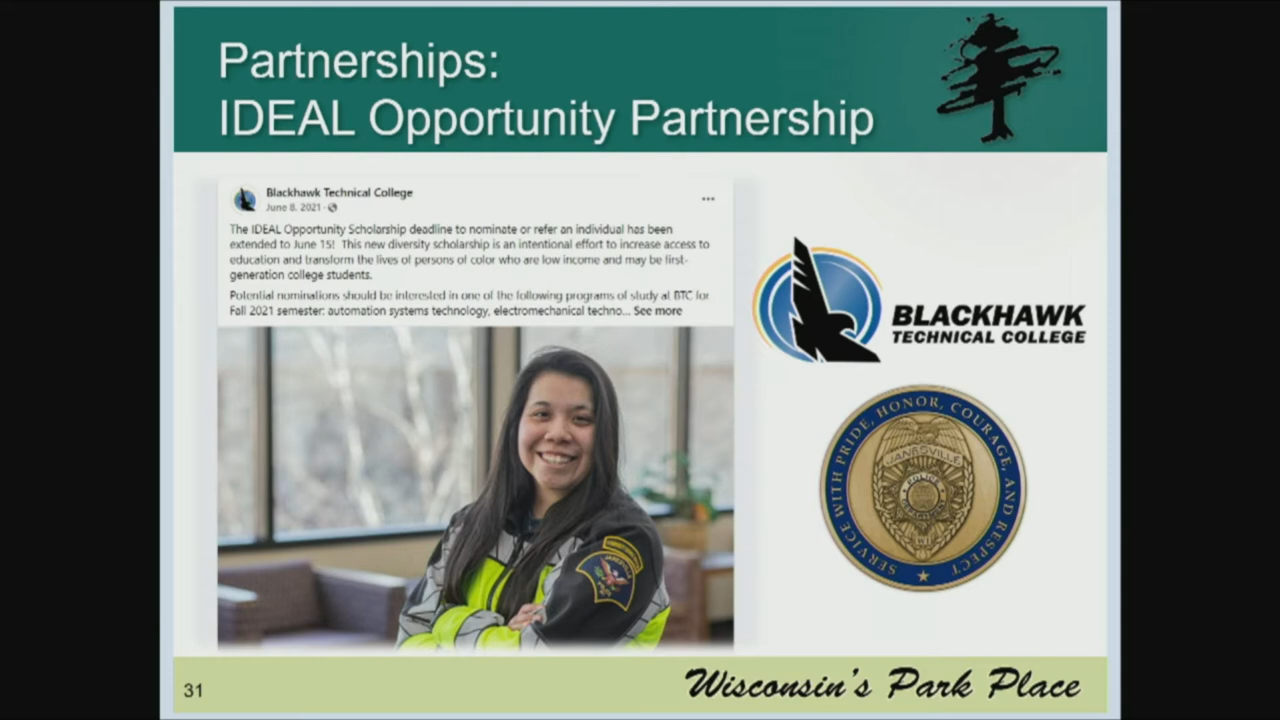 Partnerships:
IDEAL Opportunity Partnership
Blackhawk Technical College
June 8, 2021 ·
...
The IDEAL Opportunity Scholarship deadline to nominate or refer an individual has been
extended to June 15! This new diversity scholarship is an intentional effort to increase access to
education and transform the lives of persons of color who are low income and may be first-
generation college students.
Potential nominations should be interested in one of the following programs of study at BTC for
Fall 2021 semester: automation systems technology, electromechanical techno... See more
BLACKHAWK
TECHNICAL COLLEGE
SERVICE WITH PRIDE, HONOR, COURAGE, AND RESPECT
JANESVILLE
POLICE
JANESVILLE
31
Wisconsin's Park Place